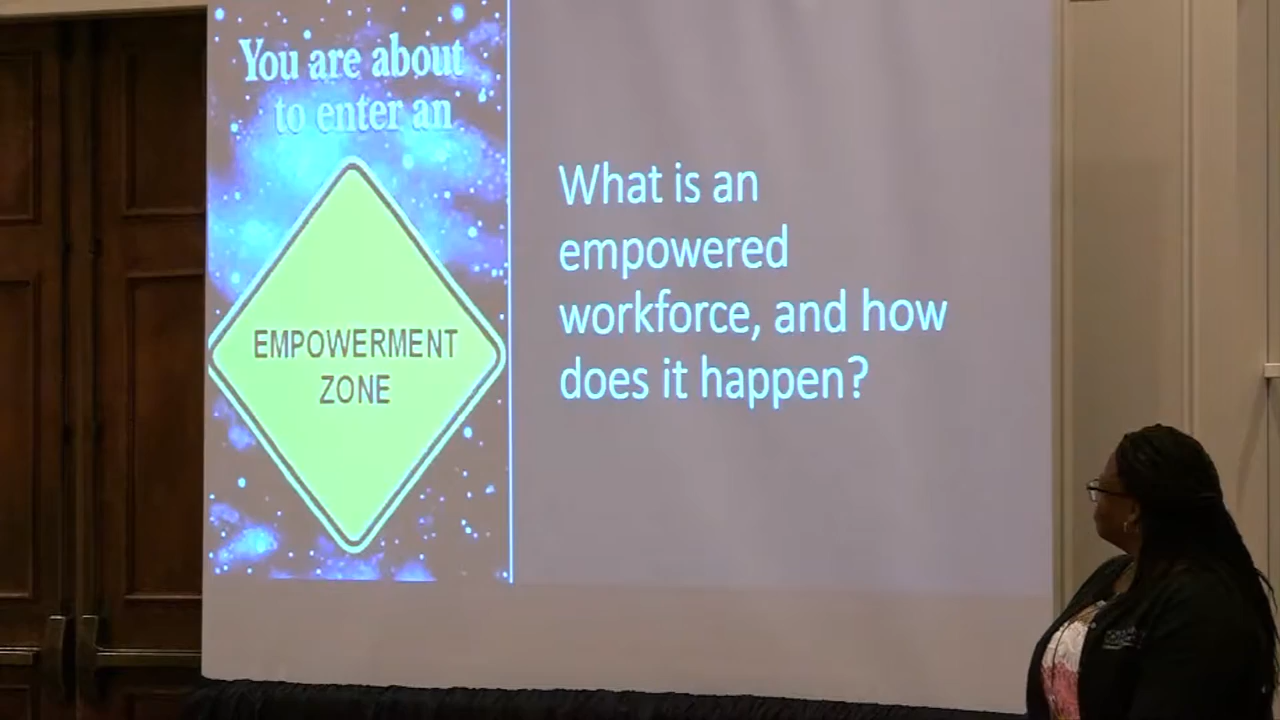 You are about
to enter an
EMPOWERMENT
ZONE
What is an
empowered
workforce, and how
does it happen?